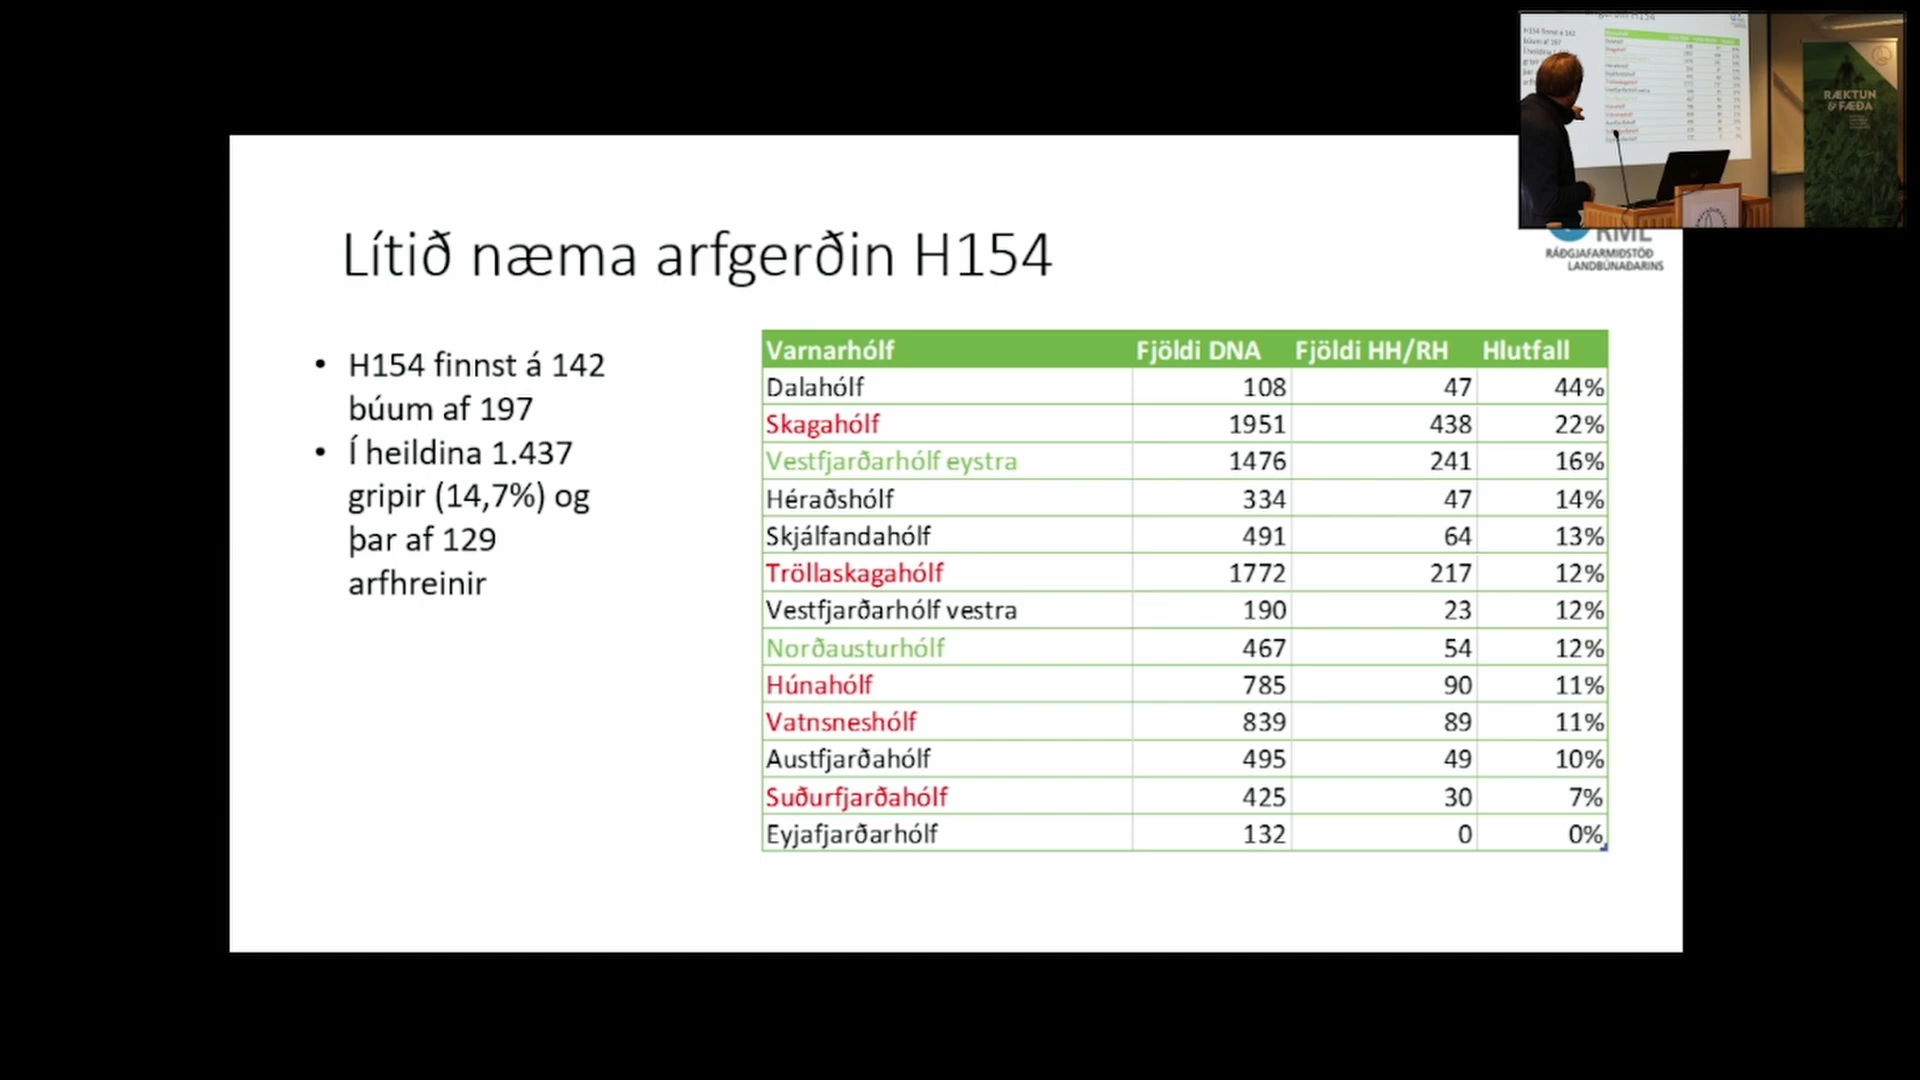 Lítið næma arfgerðin H154
RML
RÁÐGJAFARMIÐSTÖÐ
LANDBÚNAÐARINS
• H154 finnst á 142
búum af 197
• Í heildina 1.437
gripir (14,7%) og
þar af 129
arfhreinir
Varnarhólf Fjöldi DNA Fjöldi HH/RH Hlutfall
Dalahólf 108 47 44%
Skagahólf 1951 438 22%
Vestfjarðarhólf eystra 1476 241 16%
Héraðshólf 334 47 14%
Skjálfandahólf 491 64 13%
Tröllaskagahólf 1772 217 12%
Vestfjarðarhólf vestra 190 23 12%
Norðausturhólf 467 54 12%
Húnahólf 785 90 11%
Vatnsneshólf 839 89 11%
Austfjarðahólf 495 49 10%
Suðurfjarðahólf 425 30 7%
Eyjafjarðarhólf 132 0 0%
RÆKTUN
& FÆÐA